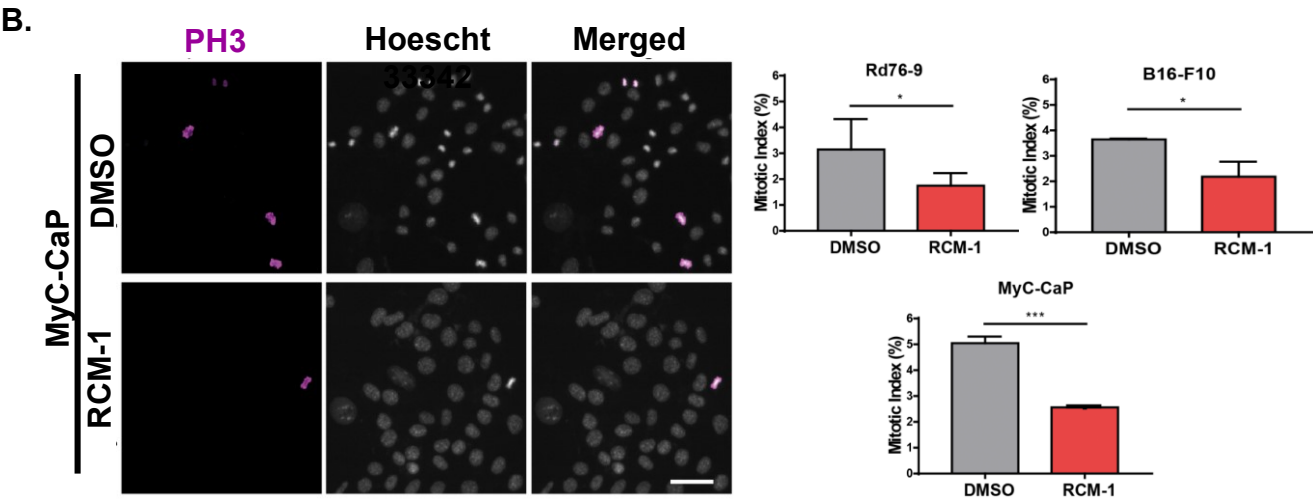 B.
PH3 Hoescht Merged
33342
MyC-CaP
DMSO
RCM-1
Rd76-9
Mitotic Index (%)
6
5
4
3
2
1
0
*
DMSO RCM-1
B16-F10
Mitotic Index (%)
6
5
4
3
2
1
0
*
DMSO RCM-1
MyC-CaP
Mitotic Index (%)
6
5
4
3
2
1
0
***
DMSO RCM-1